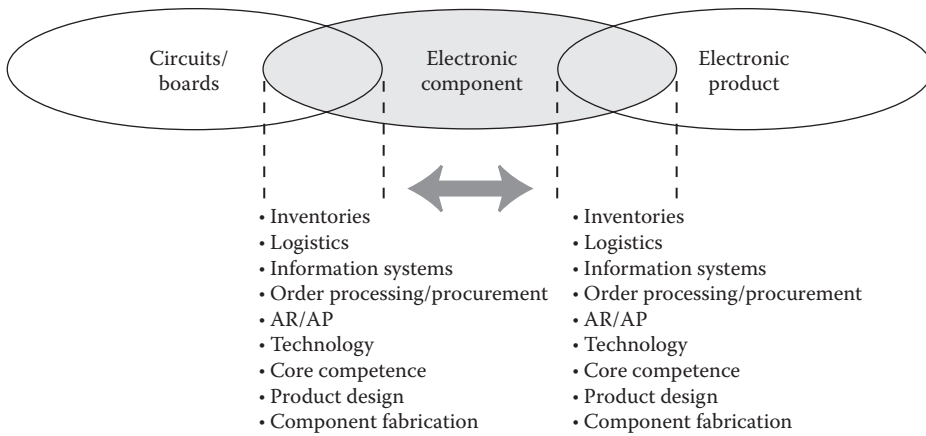 Circuits/
boards
Electronic
component
Electronic
product
• Inventories
• Logistics
• Information systems
• Order processing/procurement
• AR/AP
• Technology
• Core competence
• Product design
• Component fabrication
• Inventories
• Logistics
• Information systems
• Order processing/procurement
• AR/AP
• Technology
• Core competence
• Product design
• Component fabrication